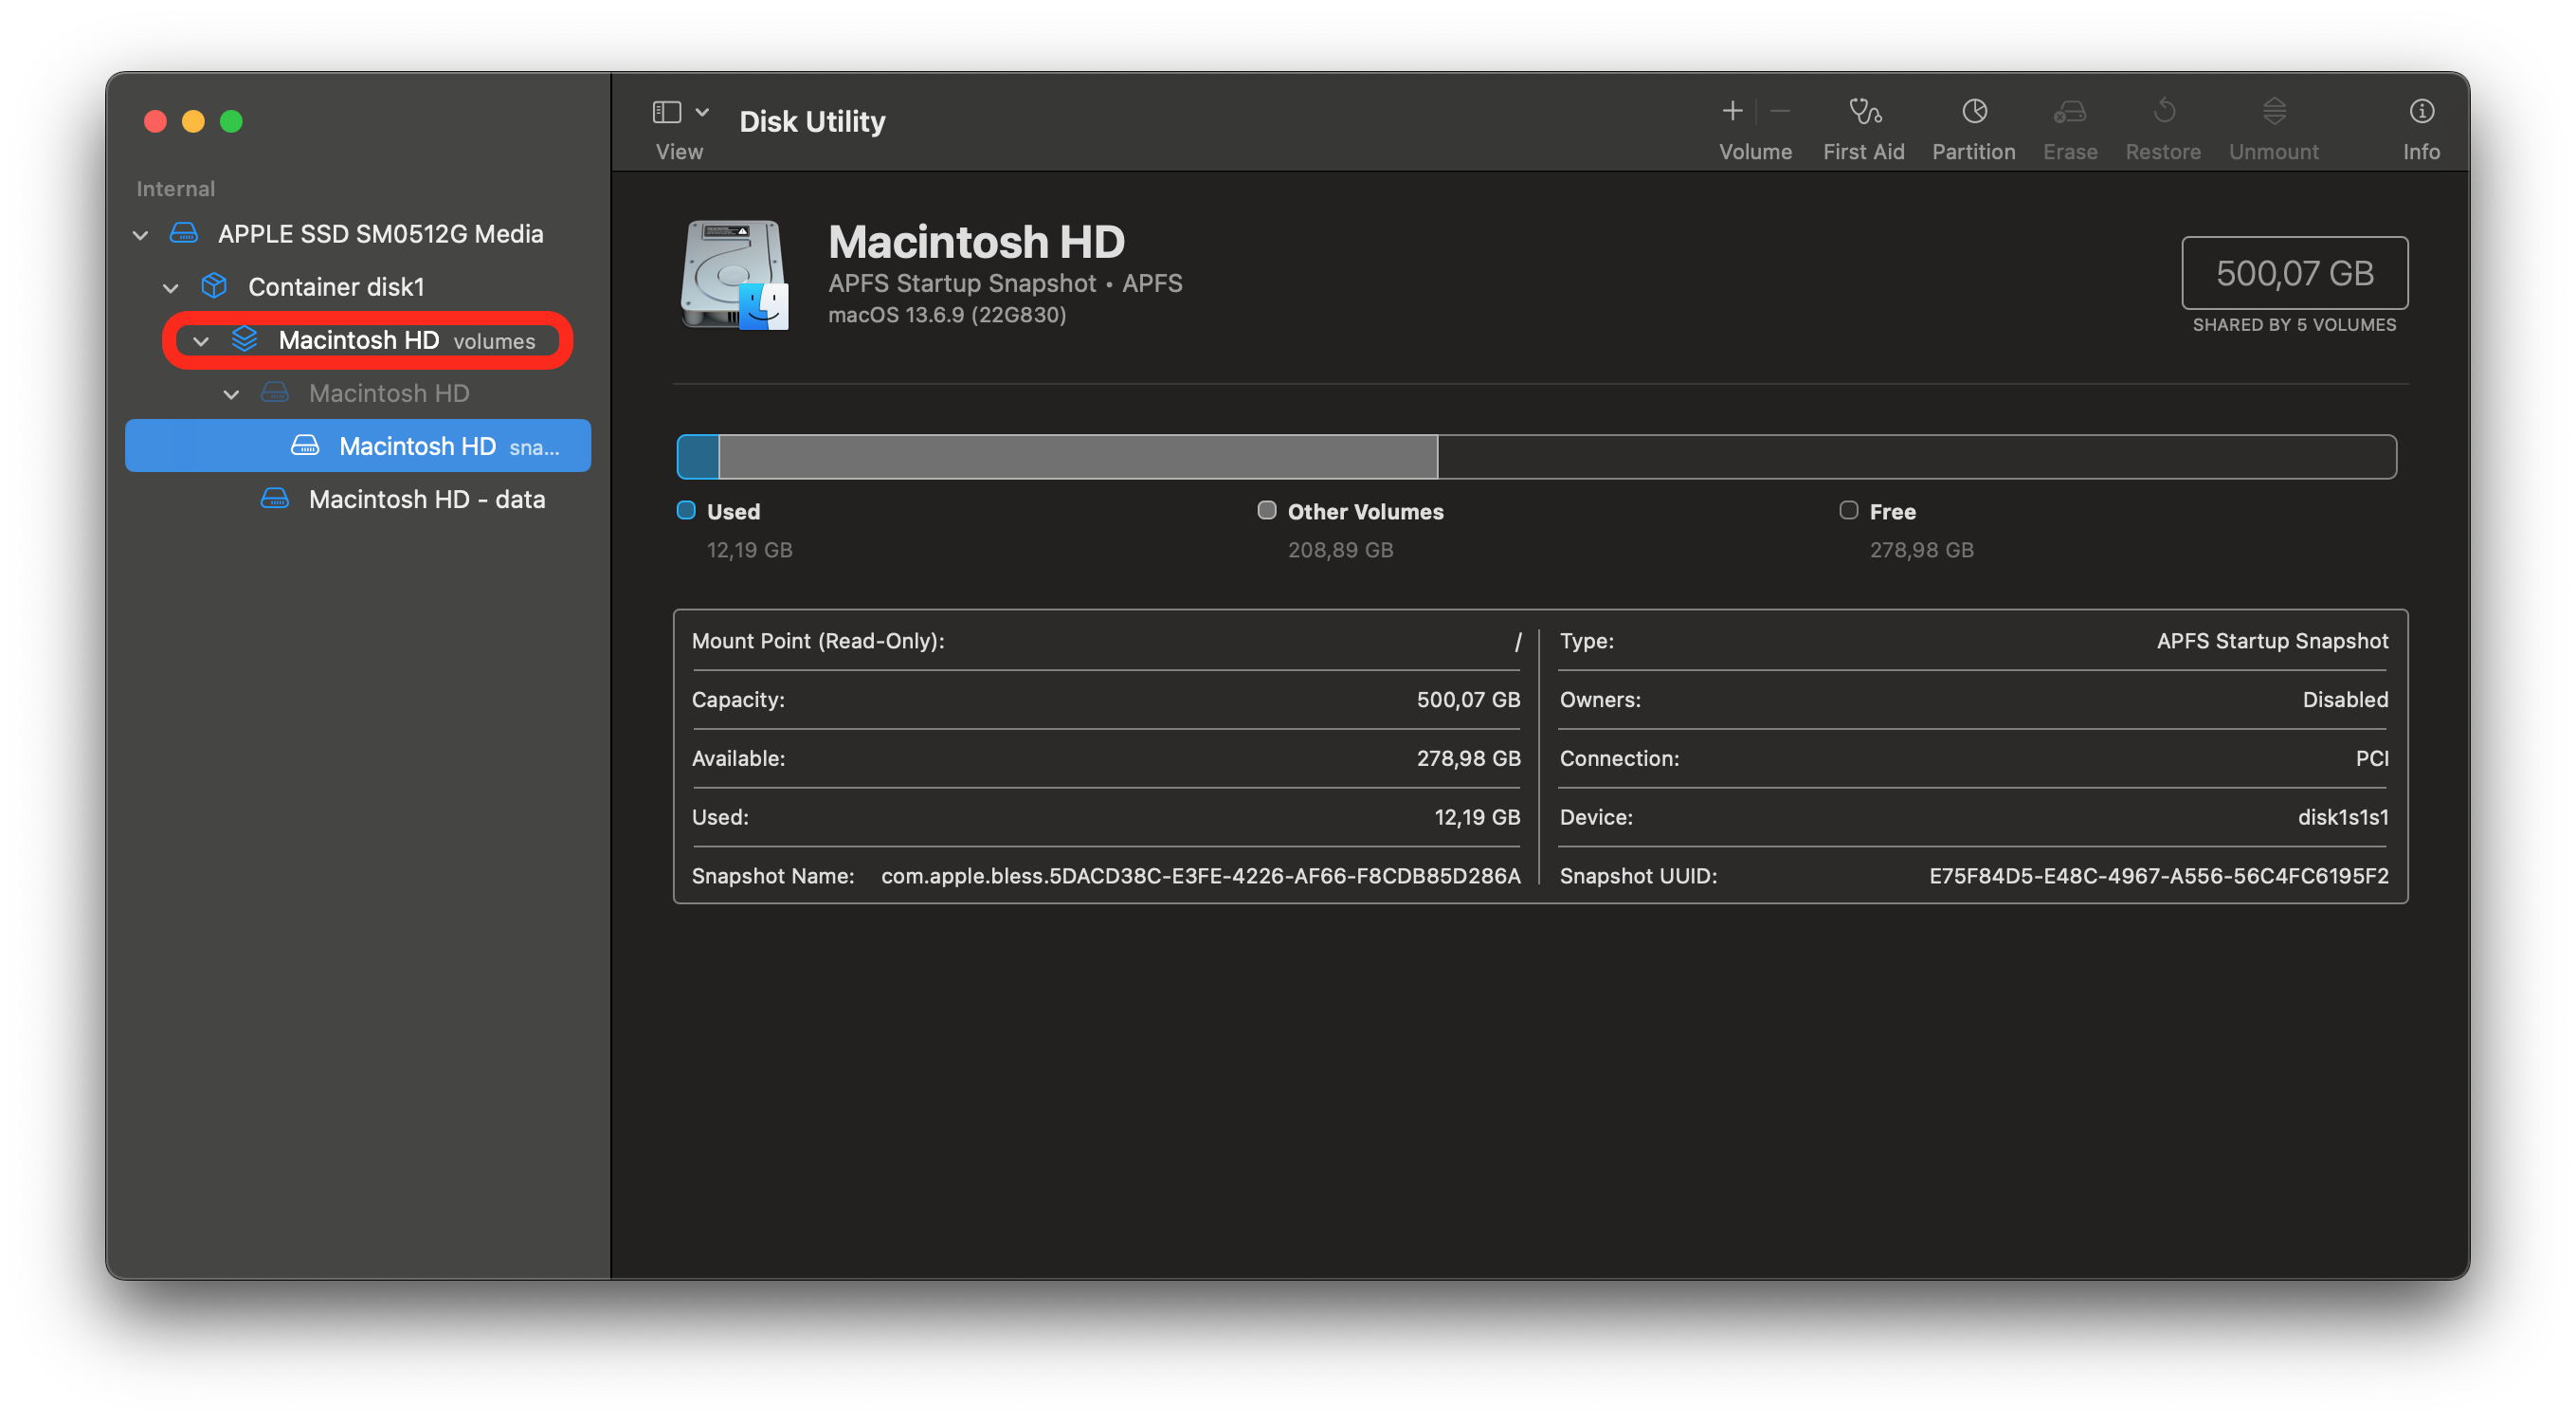 Disk Utility
View
Volume
First Aid
Partition
Erase
Restore
Unmount
Info
Internal
APPLE SSD SM0512G Media
Container disk1
Macintosh HD volumes
Macintosh HD
Macintosh HD sna...
Macintosh HD - data
Macintosh HD
APFS Startup Snapshot • APFS
macOS 13.6.9 (22G830)
500,07 GB
SHARED BY 5 VOLUMES
Used
12,19 GB
Other Volumes
208,89 GB
Free
278,98 GB
Mount Point (Read-Only): /
Capacity: 500,07 GB
Available: 278,98 GB
Used: 12,19 GB
Snapshot Name: com.apple.bless.5DACD38C-E3FE-4226-AF66-F8CDB85D286A
Type: APFS Startup Snapshot
Owners: Disabled
Connection: PCI
Device: disk1s1s1
Snapshot UUID: E75F84D5-E48C-4967-A556-56C4FC6195F2